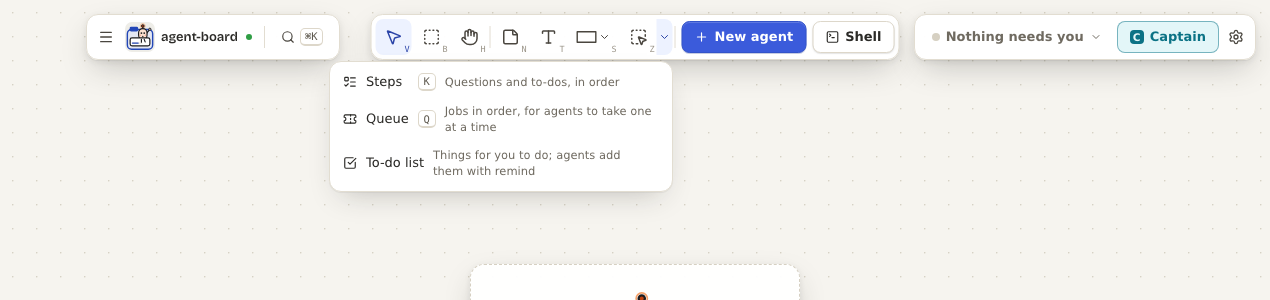 agent-board ⌘K
V B H N T S Z
+ New agent
Shell
Nothing needs you
C Captain
Steps K Questions and to-dos, in order
Queue Q Jobs in order, for agents to take one
at a time
To-do list Things for you to do; agents add
them with remind